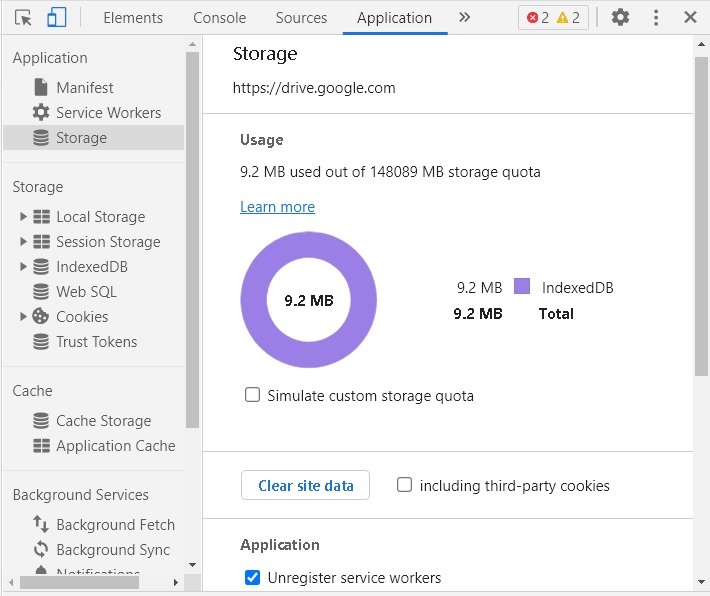 Elements Console Sources Application 2 2
Application
Manifest
Service Workers
Storage
Storage
Local Storage
Session Storage
IndexedDB
Web SQL
Cookies
Trust Tokens
Cache
Cache Storage
Application Cache
Background Services
Background Fetch
Background Sync
Notifications
Storage
https://drive.google.com
Usage
9.2 MB used out of 148089 MB storage quota
Learn more
9.2 MB
9.2 MB IndexedDB
9.2 MB Total
Simulate custom storage quota
Clear site data including third-party cookies
Application
Unregister service workers